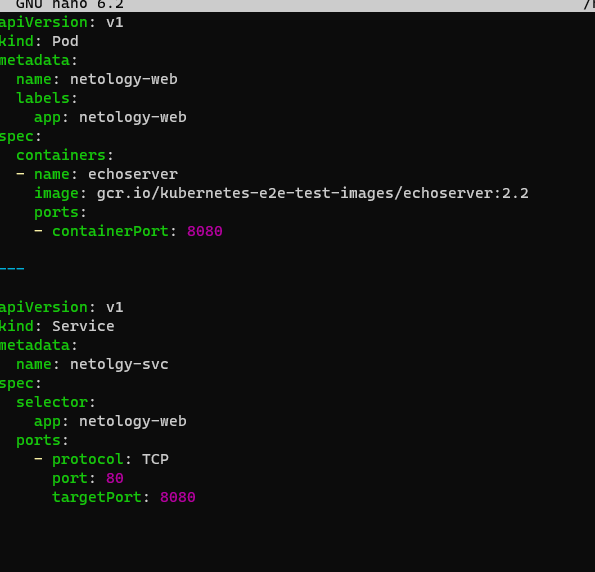 GNU nano 6.2
apiVersion: v1
kind: Pod
metadata:
  name: netology-web
  labels:
    app: netology-web
spec:
  containers:
  - name: echoserver
    image: gcr.io/kubernetes-e2e-test-images/echoserver:2.2
    ports:
    - containerPort: 8080
---
apiVersion: v1
kind: Service
metadata:
  name: netolgy-svc
spec:
  selector:
    app: netology-web
  ports:
    - protocol: TCP
      port: 80
      targetPort: 8080